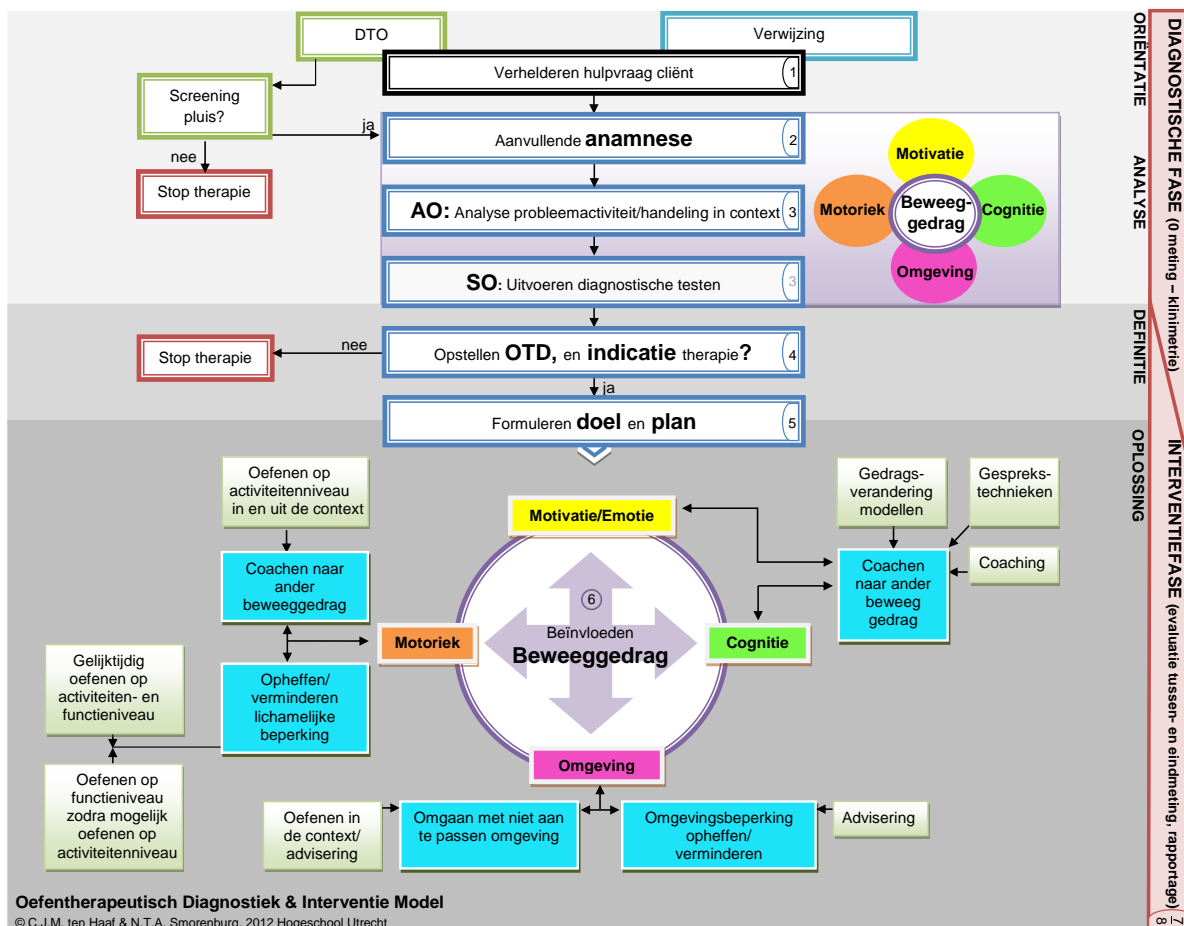 DTO
Verwijzing
Verhelderen hulpvraag cliënt
1
Screening
pluis?
ja
nee
Stop therapie
Aanvullende anamnese
2
AO: Analyse probleemactiviteit/handeling in context
3
SO: Uitvoeren diagnostische testen
3
Motivatie
Motoriek
Beweeg-
gedrag
Cognitie
Omgeving
Stop therapie
nee
Opstellen OTD, en indicatie therapie?
4
ja
Formuleren doel en plan
5
ORIËNTATIE
ANALYSE
DEFINITIE
OPLOSSING
DIAGNOSTISCHE FASE (0 meting – klinimetrie)
INTERVENTIEFASE (evaluatie tussen- en eindmeting, rapportage)
7
8
Oefenen op
activiteitenniveau
in en uit de context
Coachen naar
ander
beweeggedrag
Gelijktijdig
oefenen op
activiteiten- en
functieniveau
Opheffen/
verminderen
lichamelijke
beperking
Oefenen op
functieniveau
zodra mogelijk
oefenen op
activiteitenniveau
Motivatie/Emotie
Motoriek
6
Beïnvloeden
Beweeggedrag
Cognitie
Omgeving
Gedrags-
verandering
modellen
Gespreks-
technieken
Coaching
Coachen
naar ander
beweeg
gedrag
Oefenen in
de context/
advisering
Omgaan met niet aan
te passen omgeving
Omgevingsbeperking
opheffen/
verminderen
Advisering
Oefentherapeutisch Diagnostiek & Interventie Model
© C.J.M. ten Haaf & N.T.A. Smorenburg, 2012 Hogeschool Utrecht